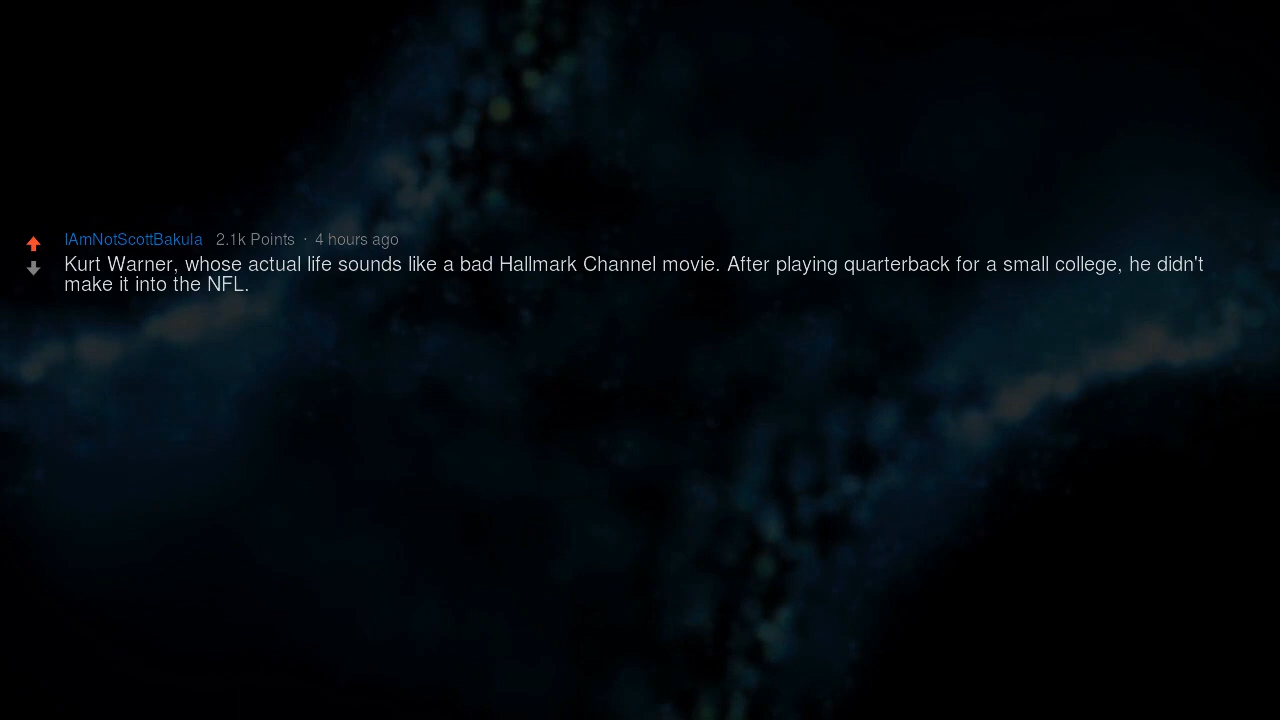 IAmNotScottBakula 2.1k Points · 4 hours ago
Kurt Warner, whose actual life sounds like a bad Hallmark Channel movie. After playing quarterback for a small college, he didn't
make it into the NFL.